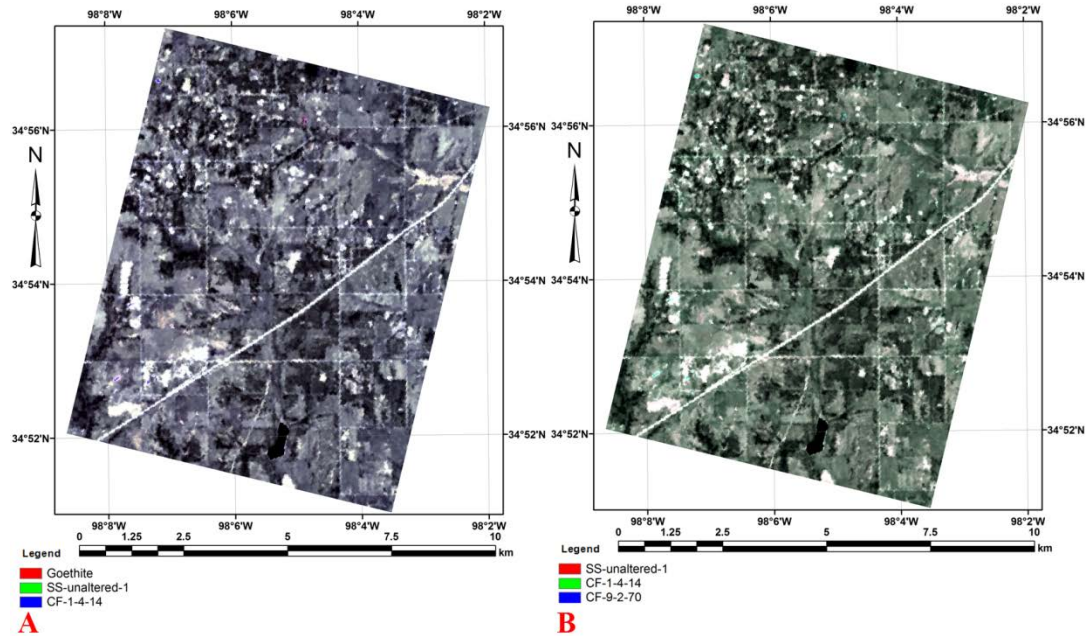 98°8'W 98°6'W 98°4'W 98°2'W
34°56'N 34°56'N
N
34°54'N 34°54'N
34°52'N 34°52'N
98°8'W 98°6'W 98°4'W 98°2'W
Legend 0 1.25 2.5 5 7.5 10
km
Goethite
SS-unaltered-1
CF-1-4-14
A
98°8'W 98°6'W 98°4'W 98°2'W
34°56'N 34°56'N
N
34°54'N 34°54'N
34°52'N 34°52'N
98°8'W 98°6'W 98°4'W 98°2'W
Legend 0 1.25 2.5 5 7.5 10
km
SS-unaltered-1
CF-1-4-14
CF-9-2-70
B